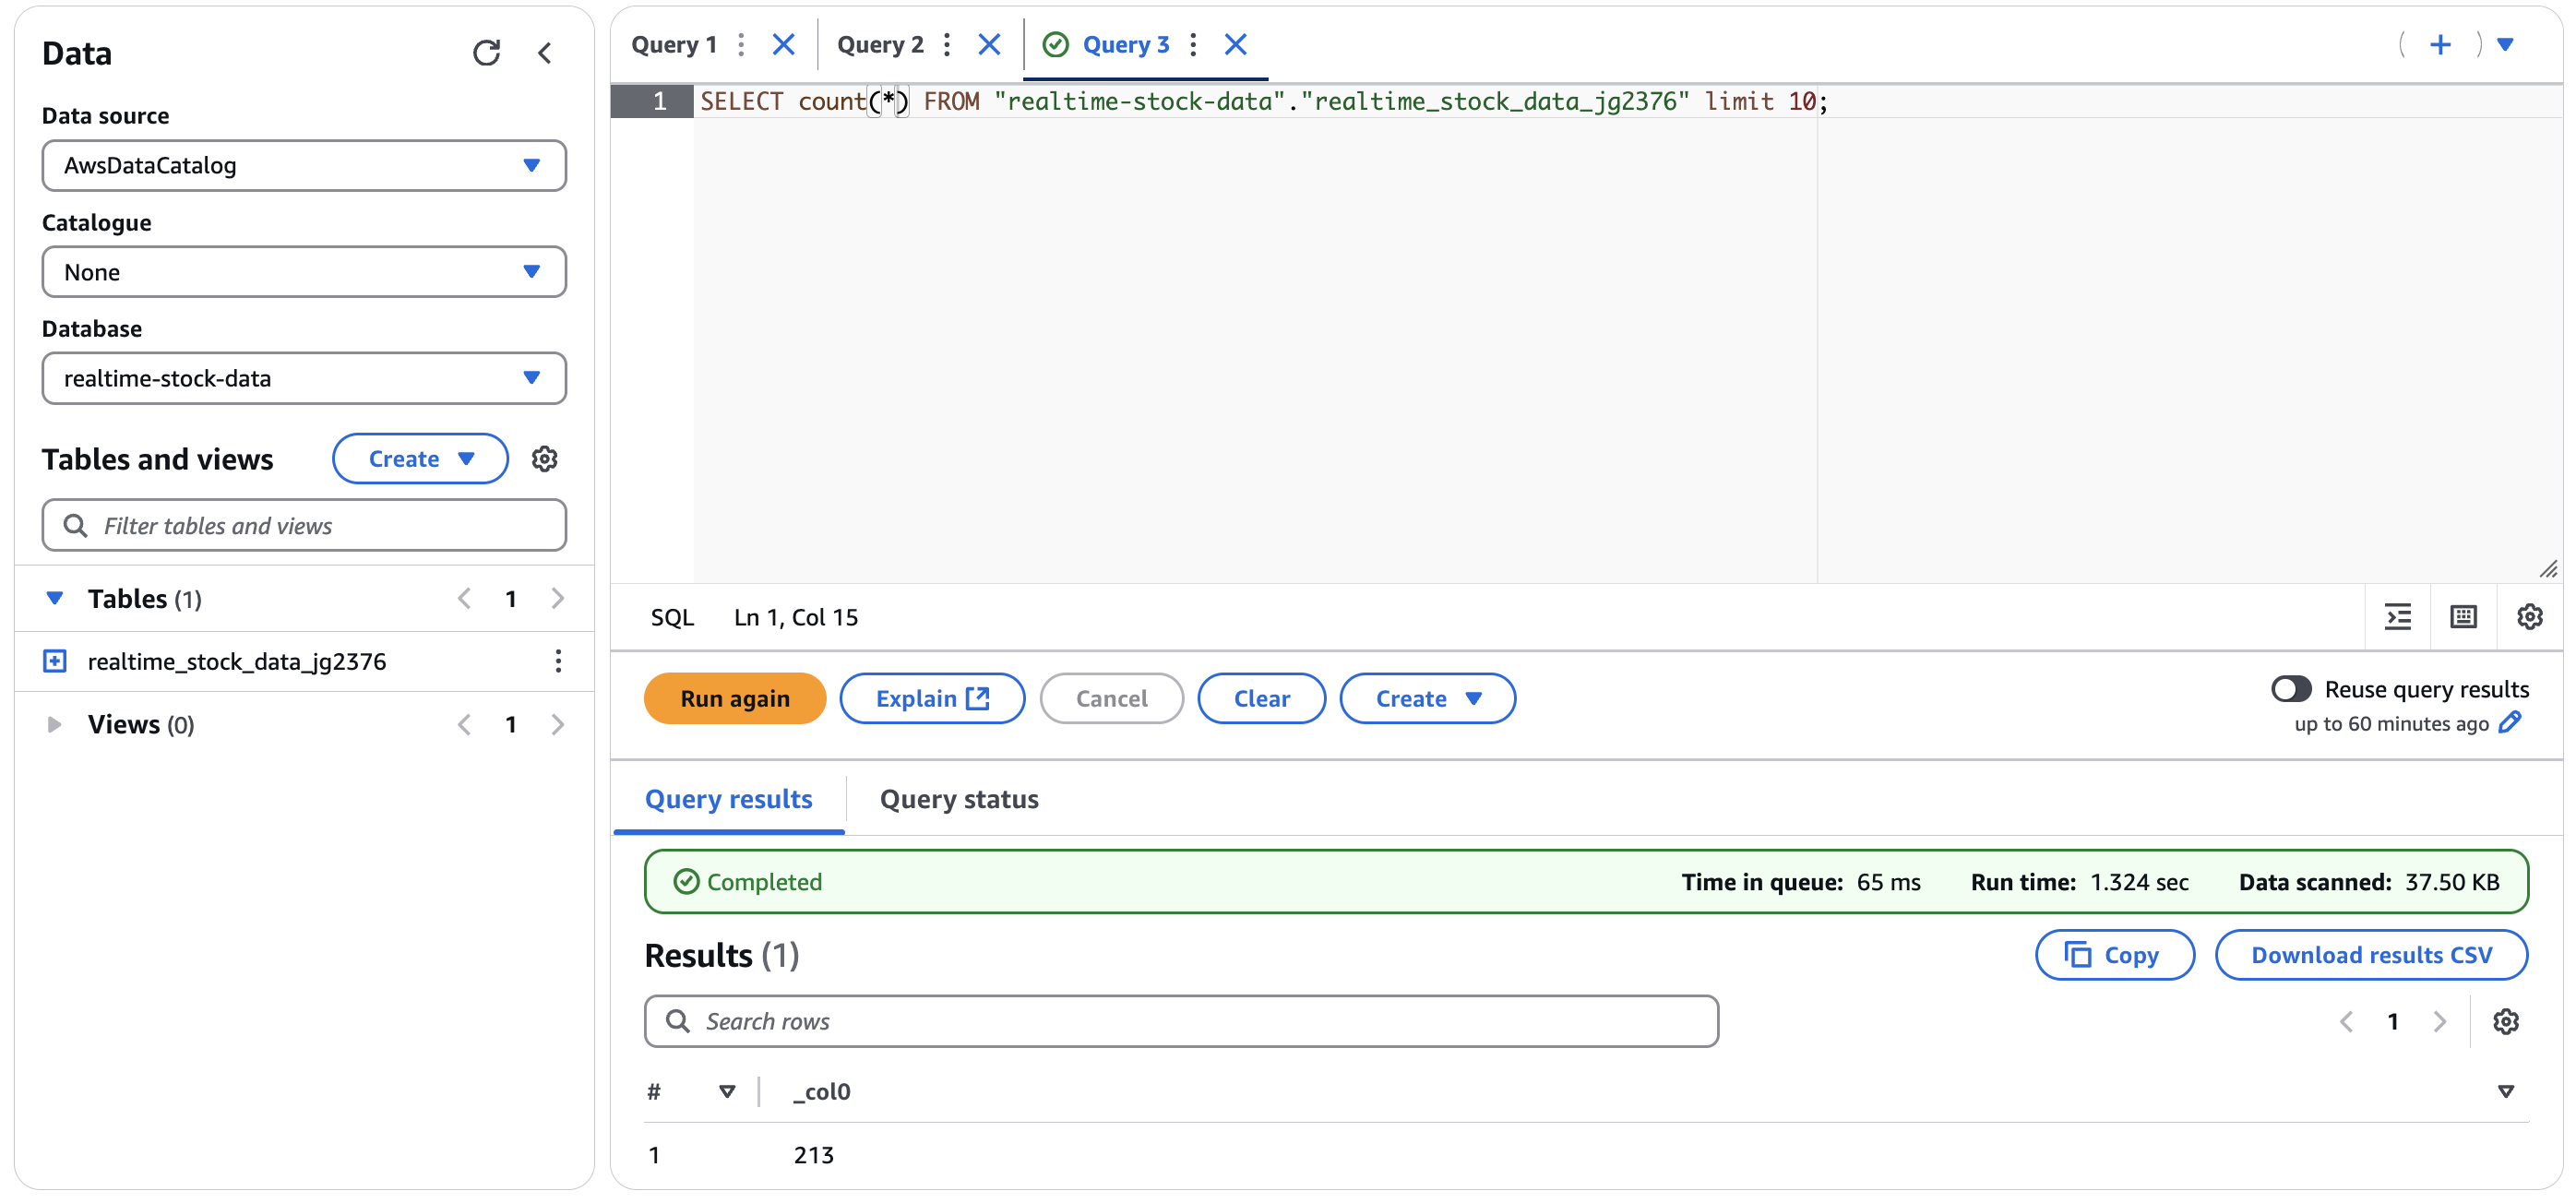 Data
Data source
AwsDataCatalog
Catalogue
None
Database
realtime-stock-data
Tables and views
Create
Filter tables and views
Tables (1)
1
realtime_stock_data_jg2376
Views (0)
1
Query 1
Query 2
Query 3
1 SELECT count(*) FROM "realtime-stock-data"."realtime_stock_data_jg2376" limit 10;
SQL Ln 1, Col 15
Run again
Explain
Cancel
Clear
Create
Reuse query results
up to 60 minutes ago
Query results
Query status
Completed
Time in queue: 65 ms
Run time: 1.324 sec
Data scanned: 37.50 KB
Results (1)
Copy
Download results CSV
Search rows
1
# _col0
1 213